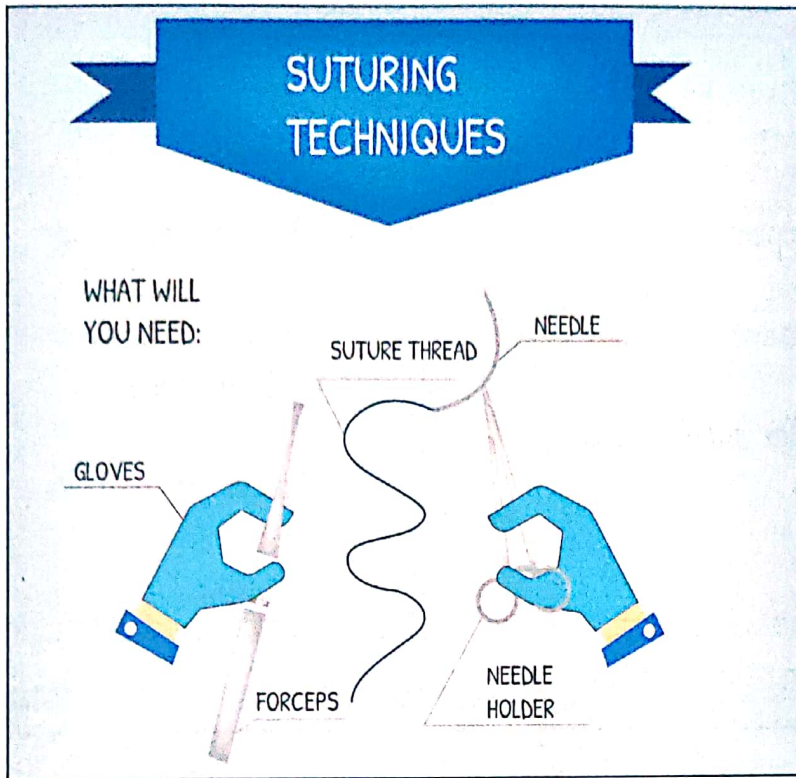 SUTURING
TECHNIQUES
WHAT WILL
YOU NEED:
NEEDLE
SUTURE THREAD
GLOVES
FORCEPS
NEEDLE
HOLDER